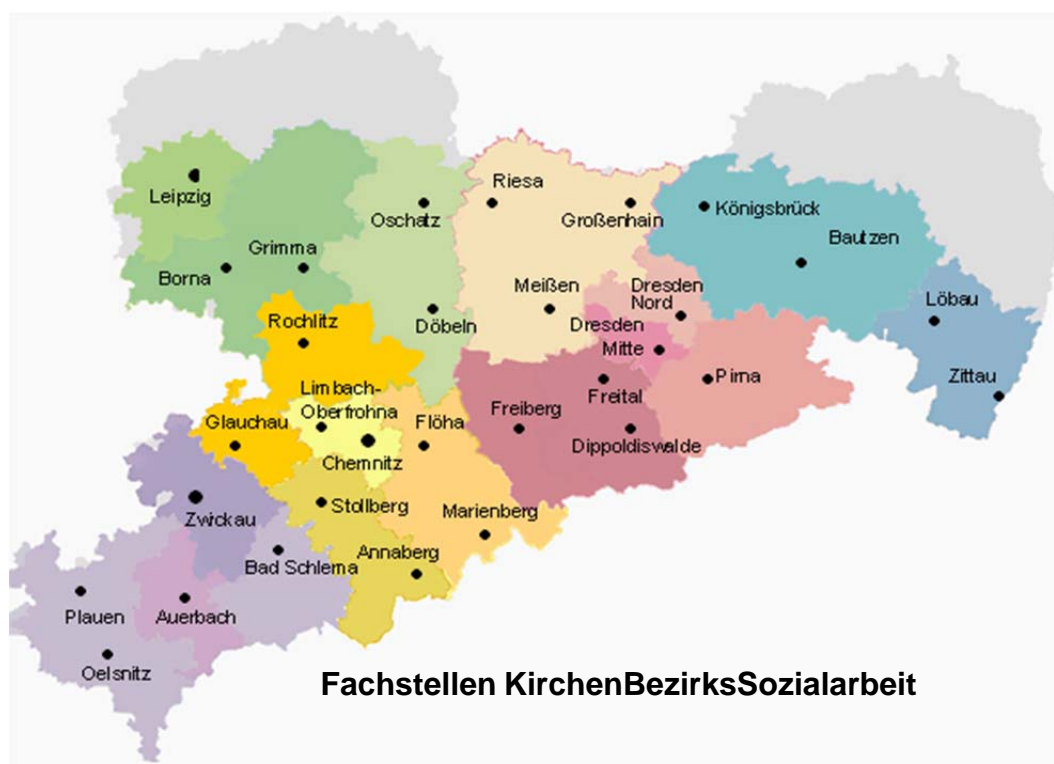 Riesa
Leipzig
Oschatz
Großenhain
Königsbrück
Bautzen
Grimma
Borna
Meißen
Dresden
Nord
Löbau
Rochlitz
Döbeln
Dresden
Mitte
Pirna
Zittau
Limbach-
Oberfrohna
Freital
Glauchau
Flöha
Freiberg
Dippoldiswalde
Chemnitz
Stollberg
Marienberg
Zwickau
Annaberg
Bad Schlema
Plauen
Auerbach
Oelsnitz
Fachstellen KirchenBezirksSozialarbeit